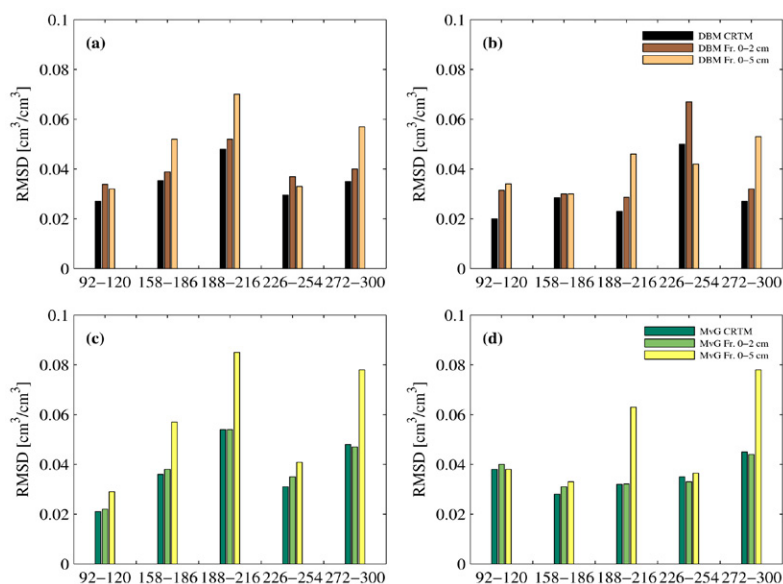 0.1
0.08
0.06
0.04
0.02
0
RMSD [cm³/cm³]
(a)
92−120 158−186 188−216 226−254 272−300
0.1
0.08
0.06
0.04
0.02
0
RMSD [cm³/cm³]
(b)
DBM CRTM
DBM Fr. 0−2 cm
DBM Fr. 0−5 cm
92−120 158−186 188−216 226−254 272−300
0.1
0.08
0.06
0.04
0.02
0
RMSD [cm³/cm³]
(c)
92−120 158−186 188−216 226−254 272−300
0.1
0.08
0.06
0.04
0.02
0
RMSD [cm³/cm³]
(d)
MvG CRTM
MvG Fr. 0−2 cm
MvG Fr. 0−5 cm
92−120 158−186 188−216 226−254 272−300